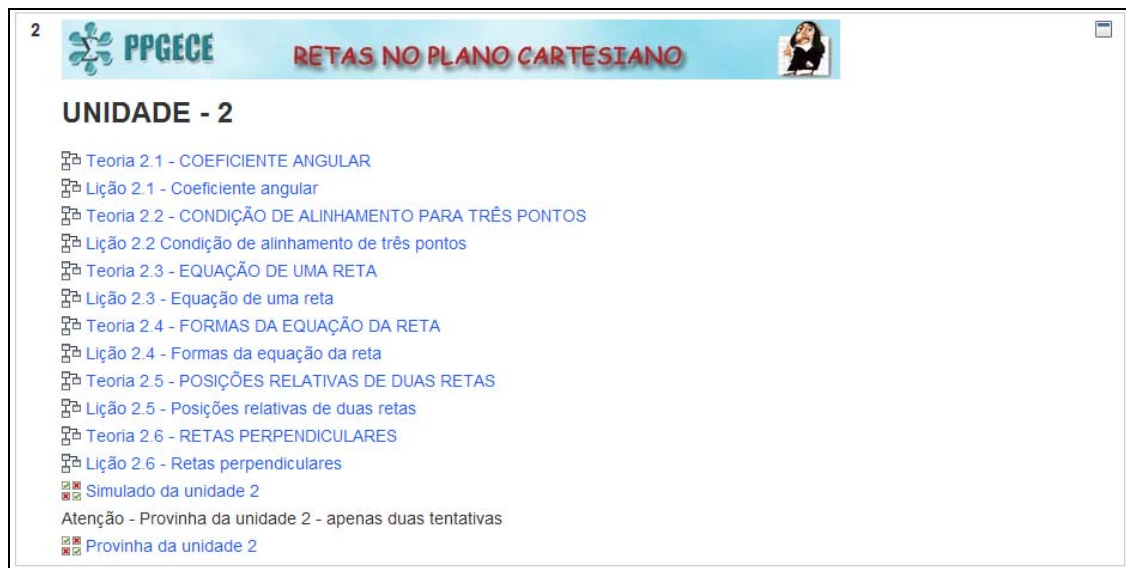 2
PPGECE
RETAS NO PLANO CARTESIANO
UNIDADE - 2
Teoria 2.1 - COEFICIENTE ANGULAR
Lição 2.1 - Coeficiente angular
Teoria 2.2 - CONDIÇÃO DE ALINHAMENTO PARA TRÊS PONTOS
Lição 2.2 Condição de alinhamento de três pontos
Teoria 2.3 - EQUAÇÃO DE UMA RETA
Lição 2.3 - Equação de uma reta
Teoria 2.4 - FORMAS DA EQUAÇÃO DA RETA
Lição 2.4 - Formas da equação da reta
Teoria 2.5 - POSIÇÕES RELATIVAS DE DUAS RETAS
Lição 2.5 - Posições relativas de duas retas
Teoria 2.6 - RETAS PERPENDICULARES
Lição 2.6 - Retas perpendiculares
Simulado da unidade 2
Atenção - Provinha da unidade 2 - apenas duas tentativas
Provinha da unidade 2